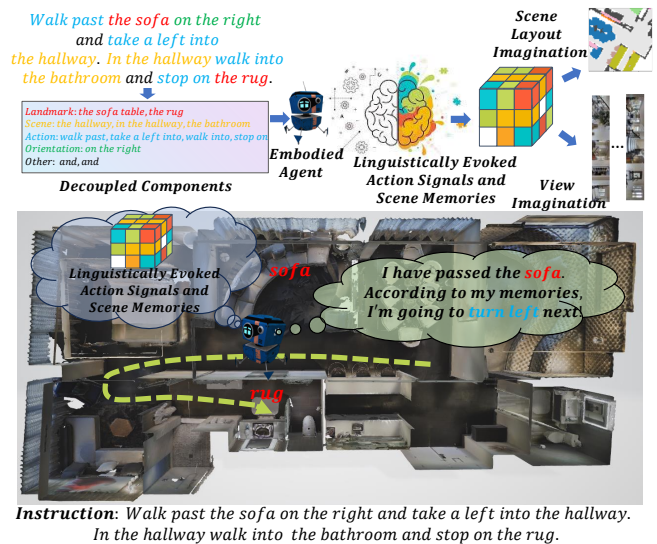 Walk past the sofa on the right
and take a left into
the hallway. In the hallway walk into
the bathroom and stop on the rug.
Landmark: the sofa table, the rug
Scene: the hallway, in the hallway, the bathroom
Action: walk past, take a left into, walk into, stop on
Orientation: on the right
Other: and, and
Decoupled Components
Embodied
Agent
Linguistically Evoked
Action Signals and
Scene Memories
Scene
Layout
Imagination
View
Imagination
...
Linguistically Evoked
Action Signals and
Scene Memories
sofa
I have passed the sofa.
According to my memories,
I'm going to turn left next!
rug
Instruction: Walk past the sofa on the right and take a left into the hallway.
In the hallway walk into the bathroom and stop on the rug.